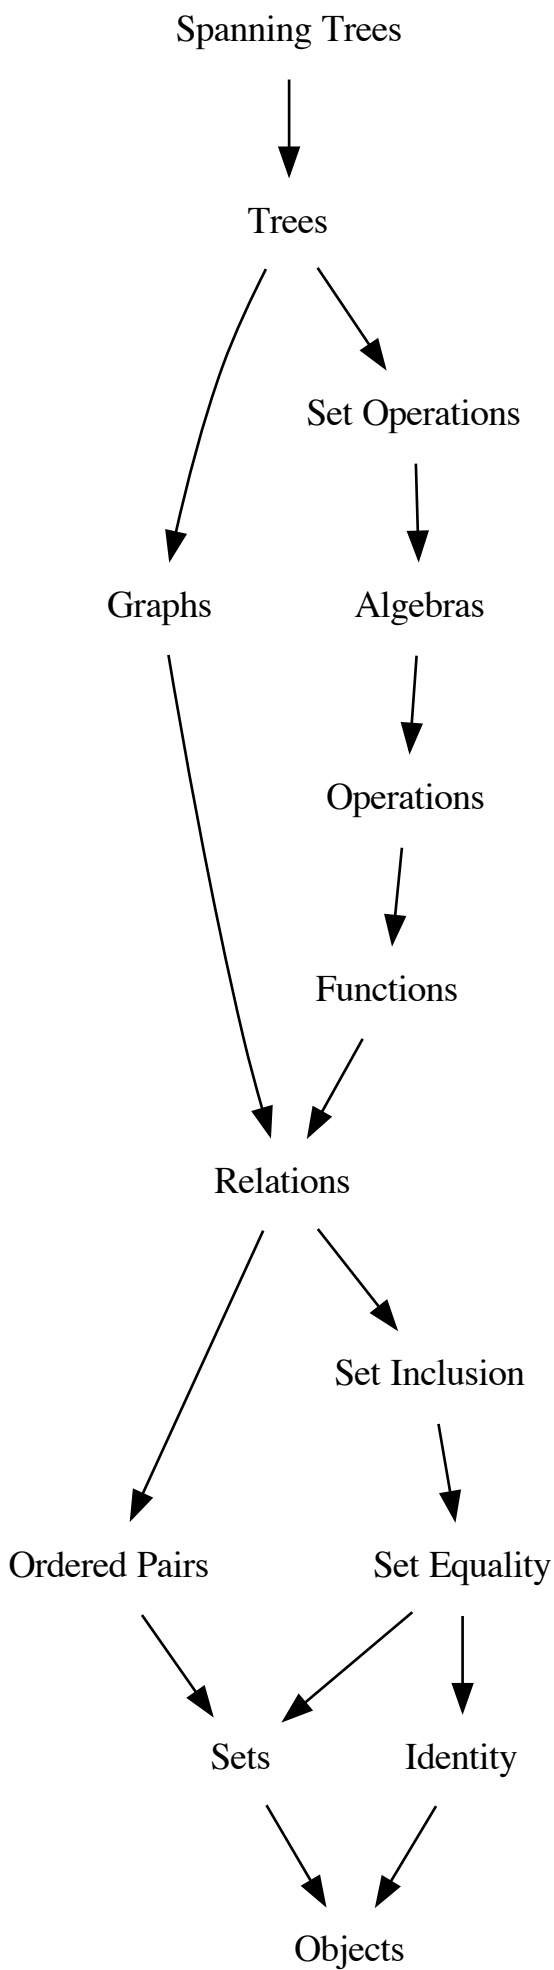 Spanning Trees
Trees
Set Operations
Graphs
Algebras
Operations
Functions
Relations
Set Inclusion
Ordered Pairs
Set Equality
Sets
Identity
Objects